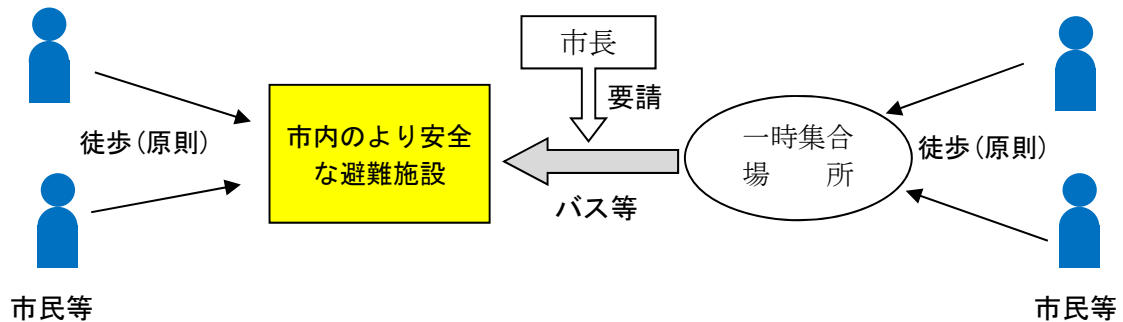 市長
要請
市内のより安全
な避難施設
一時集合
場　　所
徒歩(原則)
徒歩(原則)
バス等
市民等
市民等